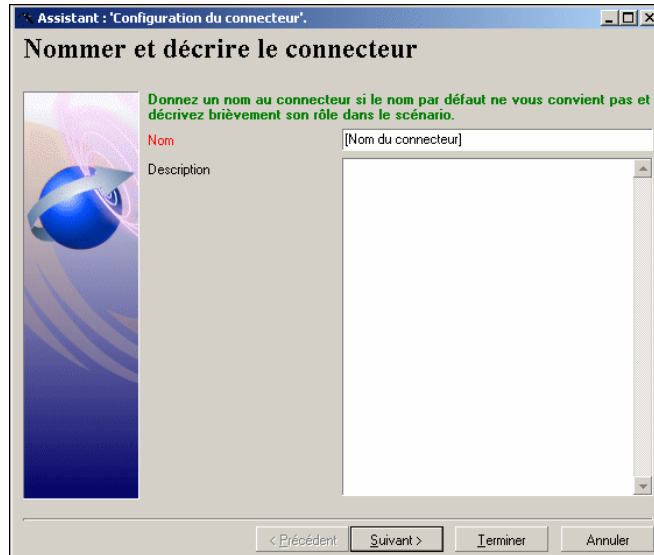 Assistant : 'Configuration du connecteur'.
Nommer et décrire le connecteur
Donnez un nom au connecteur si le nom par défaut ne vous convient pas et
décrivez brièvement son rôle dans le scénario.
Nom [Nom du connecteur]
Description
< Précédent Suivant > Terminer Annuler